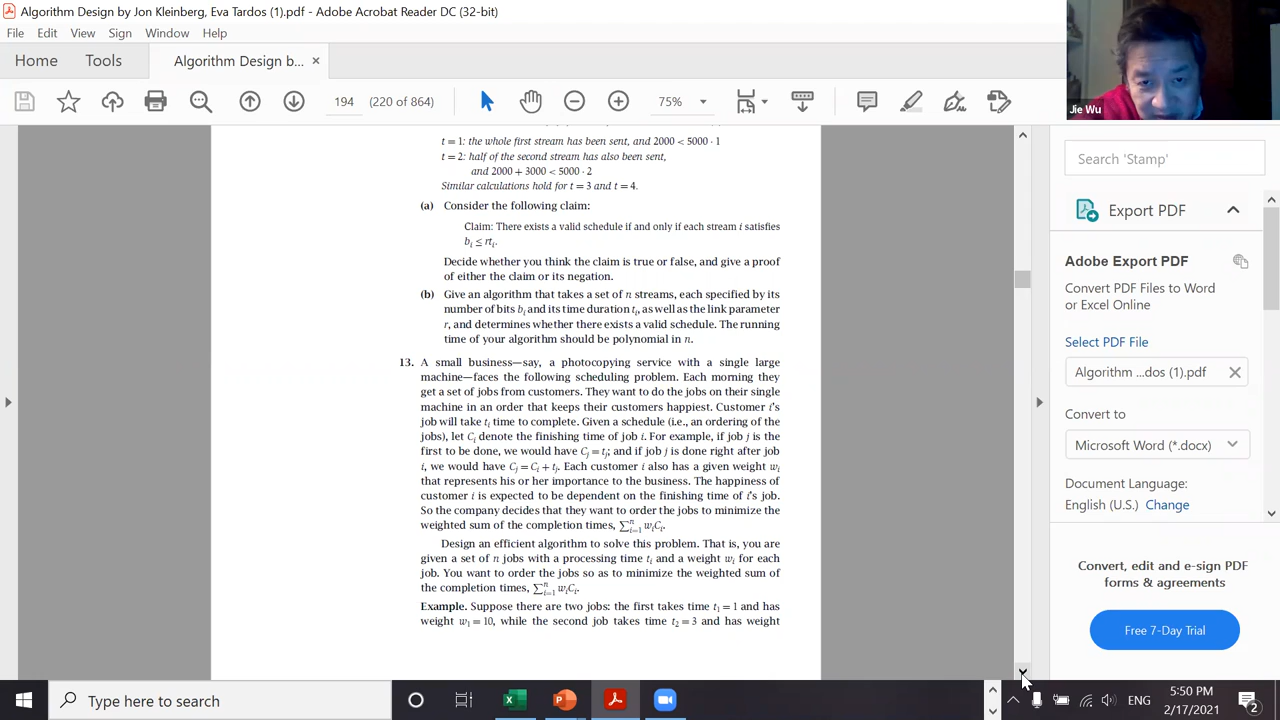 Algorithm Design by Jon Kleinberg, Eva Tardos (1).pdf - Adobe Acrobat Reader DC (32-bit)
File Edit View Sign Window Help
Home Tools Algorithm Design b... ×
194 (220 of 864) 75%
Jie Wu
t = 1: the whole first stream has been sent, and 2000 < 5000 · 1
t = 2: half of the second stream has also been sent,
and 2000 + 3000 < 5000 · 2
Similar calculations hold for t = 3 and t = 4.
(a) Consider the following claim:
Claim: There exists a valid schedule if and only if each stream i satisfies
bᵢ ≤ rtᵢ.
Decide whether you think the claim is true or false, and give a proof
of either the claim or its negation.
(b) Give an algorithm that takes a set of n streams, each specified by its
number of bits bᵢ and its time duration tᵢ, as well as the link parameter
r, and determines whether there exists a valid schedule. The running
time of your algorithm should be polynomial in n.
13. A small business—say, a photocopying service with a single large
machine—faces the following scheduling problem. Each morning they
get a set of jobs from customers. They want to do the jobs on their single
machine in an order that keeps their customers happiest. Customer i's
job will take tᵢ time to complete. Given a schedule (i.e., an ordering of the
jobs), let Cᵢ denote the finishing time of job i. For example, if job j is the
first to be done, we would have Cⱼ = tⱼ; and if job j is done right after job
i, we would have Cⱼ = Cᵢ + tⱼ. Each customer i also has a given weight wᵢ
that represents his or her importance to the business. The happiness of
customer i is expected to be dependent on the finishing time of i's job.
So the company decides that they want to order the jobs to minimize the
weighted sum of the completion times, ∑ⁿᵢ₌₁ wᵢCᵢ.
Design an efficient algorithm to solve this problem. That is, you are
given a set of n jobs with a processing time tᵢ and a weight wᵢ for each
job. You want to order the jobs so as to minimize the weighted sum of
the completion times, ∑ⁿᵢ₌₁ wᵢCᵢ.
Example. Suppose there are two jobs: the first takes time t₁ = 1 and has
weight w₁ = 10, while the second job takes time t₂ = 3 and has weight
Search 'Stamp'
Export PDF
Adobe Export PDF
Convert PDF Files to Word
or Excel Online
Select PDF File
Algorithm ...dos (1).pdf
Convert to
Microsoft Word (*.docx)
Document Language:
English (U.S.) Change
Convert, edit and e-sign PDF
forms & agreements
Free 7-Day Trial
Type here to search
ENG
5:50 PM
2/17/2021
2